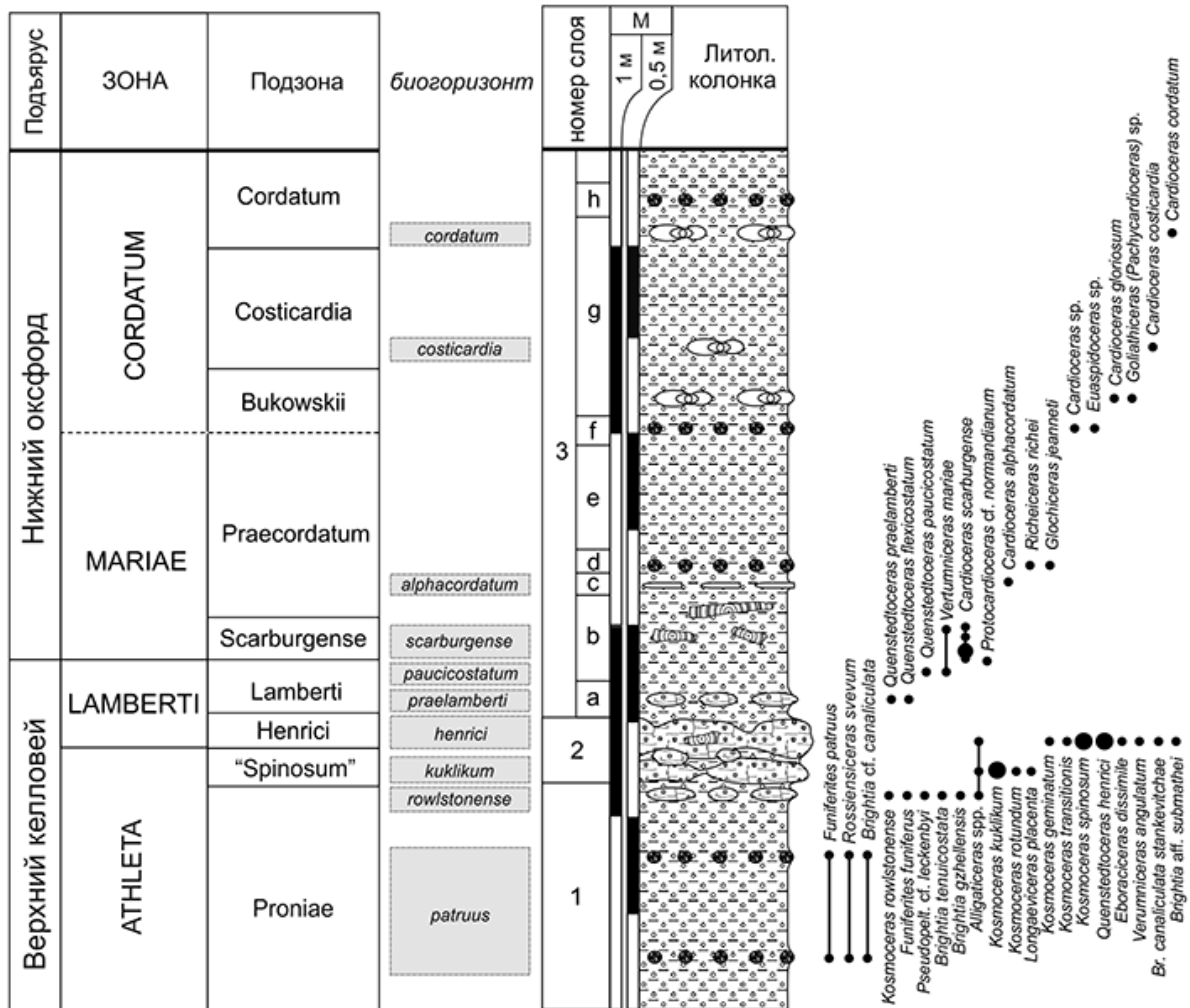 Подъярус
ЗОНА
Подзона
биогоризонт
номер слоя
М
1 м
0,5 м
Литол.
колонка
Нижний оксфорд
Верхний келловей
CORDATUM
MARIAE
LAMBERTI
ATHLETA
Cordatum
Costicardia
Bukowskii
Praecordatum
Scarburgense
Lamberti
Henrici
“Spinosum”
Proniae
cordatum
costicardia
alphacordatum
scarburgense
paucicostatum
praelamberti
henrici
kuklikum
rowlstonense
patruus
3
2
1
h
g
f
e
d
c
b
a
Funiferites patruus
Rossiensiceras svevum
Brightia cf. canaliculata
Quenstedtoceras praelamberti
Quenstedtoceras flexicostatum
Quenstedtoceras paucicostatum
Vertumniceras mariae
Cardioceras scarburgense
Protocardioceras cf. normandianum
Cardioceras alphacordatum
Richeiceras richei
Glochiceras jeanneti
Cardioceras sp.
Euaspidoceras sp.
Cardioceras gloriosum
Goliathiceras (Pachycardioceras) sp.
Cardioceras costicardia
Cardioceras cordatum
Kosmoceras rowlstonense
Funiferites funiferus
Pseudopelt. cf. leckenbyi
Brightia tenuicostata
Brightia gzhellensis
Alligaticeras spp.
Kosmoceras kuklikum
Kosmoceras rotundum
Longaeviceras placenta
Kosmoceras geminatum
Kosmoceras transitionis
Kosmoceras spinosum
Quenstedtoceras henrici
Eboraciceras dissimile
Verumniceras angulatum
Br. canaliculata stankevitchae
Brightia aff. submathei